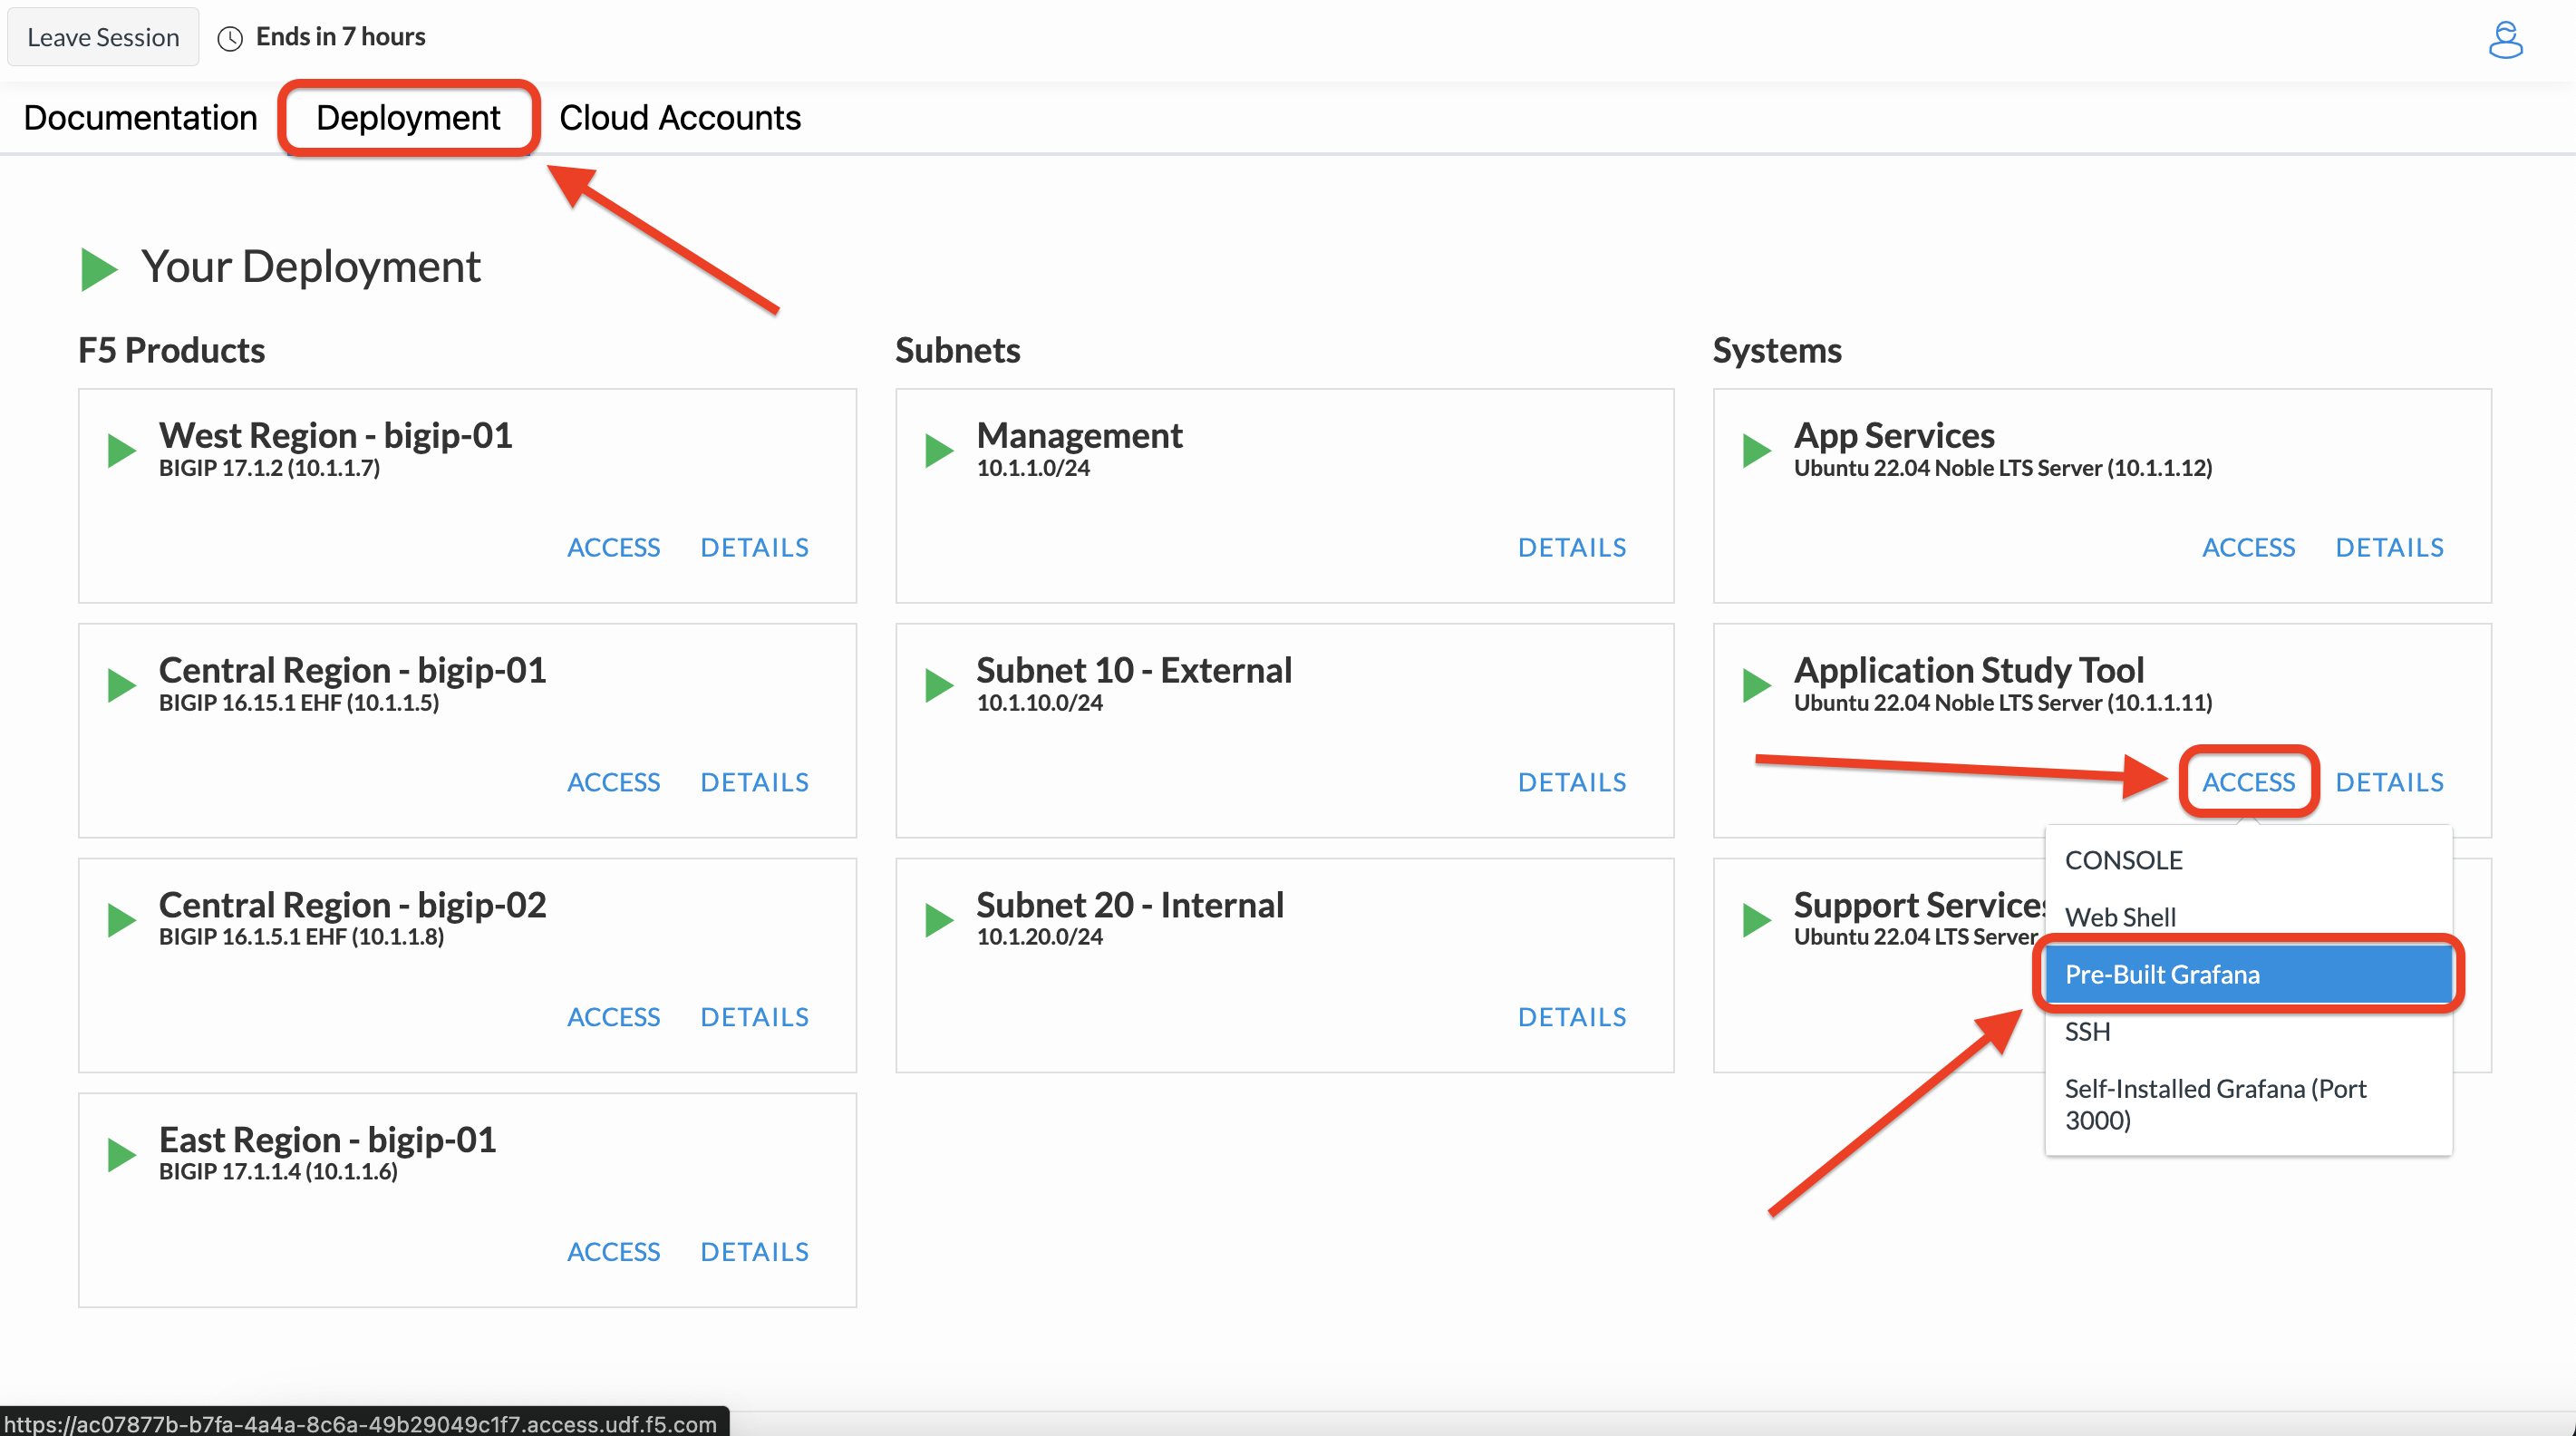 Leave Session
Ends in 7 hours
Documentation
Deployment
Cloud Accounts
Your Deployment
F5 Products
West Region - bigip-01
BIGIP 17.1.2 (10.1.1.7)
ACCESS DETAILS
Central Region - bigip-01
BIGIP 16.15.1 EHF (10.1.1.5)
ACCESS DETAILS
Central Region - bigip-02
BIGIP 16.1.5.1 EHF (10.1.1.8)
ACCESS DETAILS
East Region - bigip-01
BIGIP 17.1.1.4 (10.1.1.6)
ACCESS DETAILS
Subnets
Management
10.1.1.0/24
DETAILS
Subnet 10 - External
10.1.10.0/24
DETAILS
Subnet 20 - Internal
10.1.20.0/24
DETAILS
Systems
App Services
Ubuntu 22.04 Noble LTS Server (10.1.1.12)
ACCESS DETAILS
Application Study Tool
Ubuntu 22.04 Noble LTS Server (10.1.1.11)
ACCESS DETAILS
Support Services
Ubuntu 22.04 LTS Server
CONSOLE
Web Shell
Pre-Built Grafana
SSH
Self-Installed Grafana (Port
3000)
https://ac07877b-b7fa-4a4a-8c6a-49b29049c1f7.access.udf.f5.com